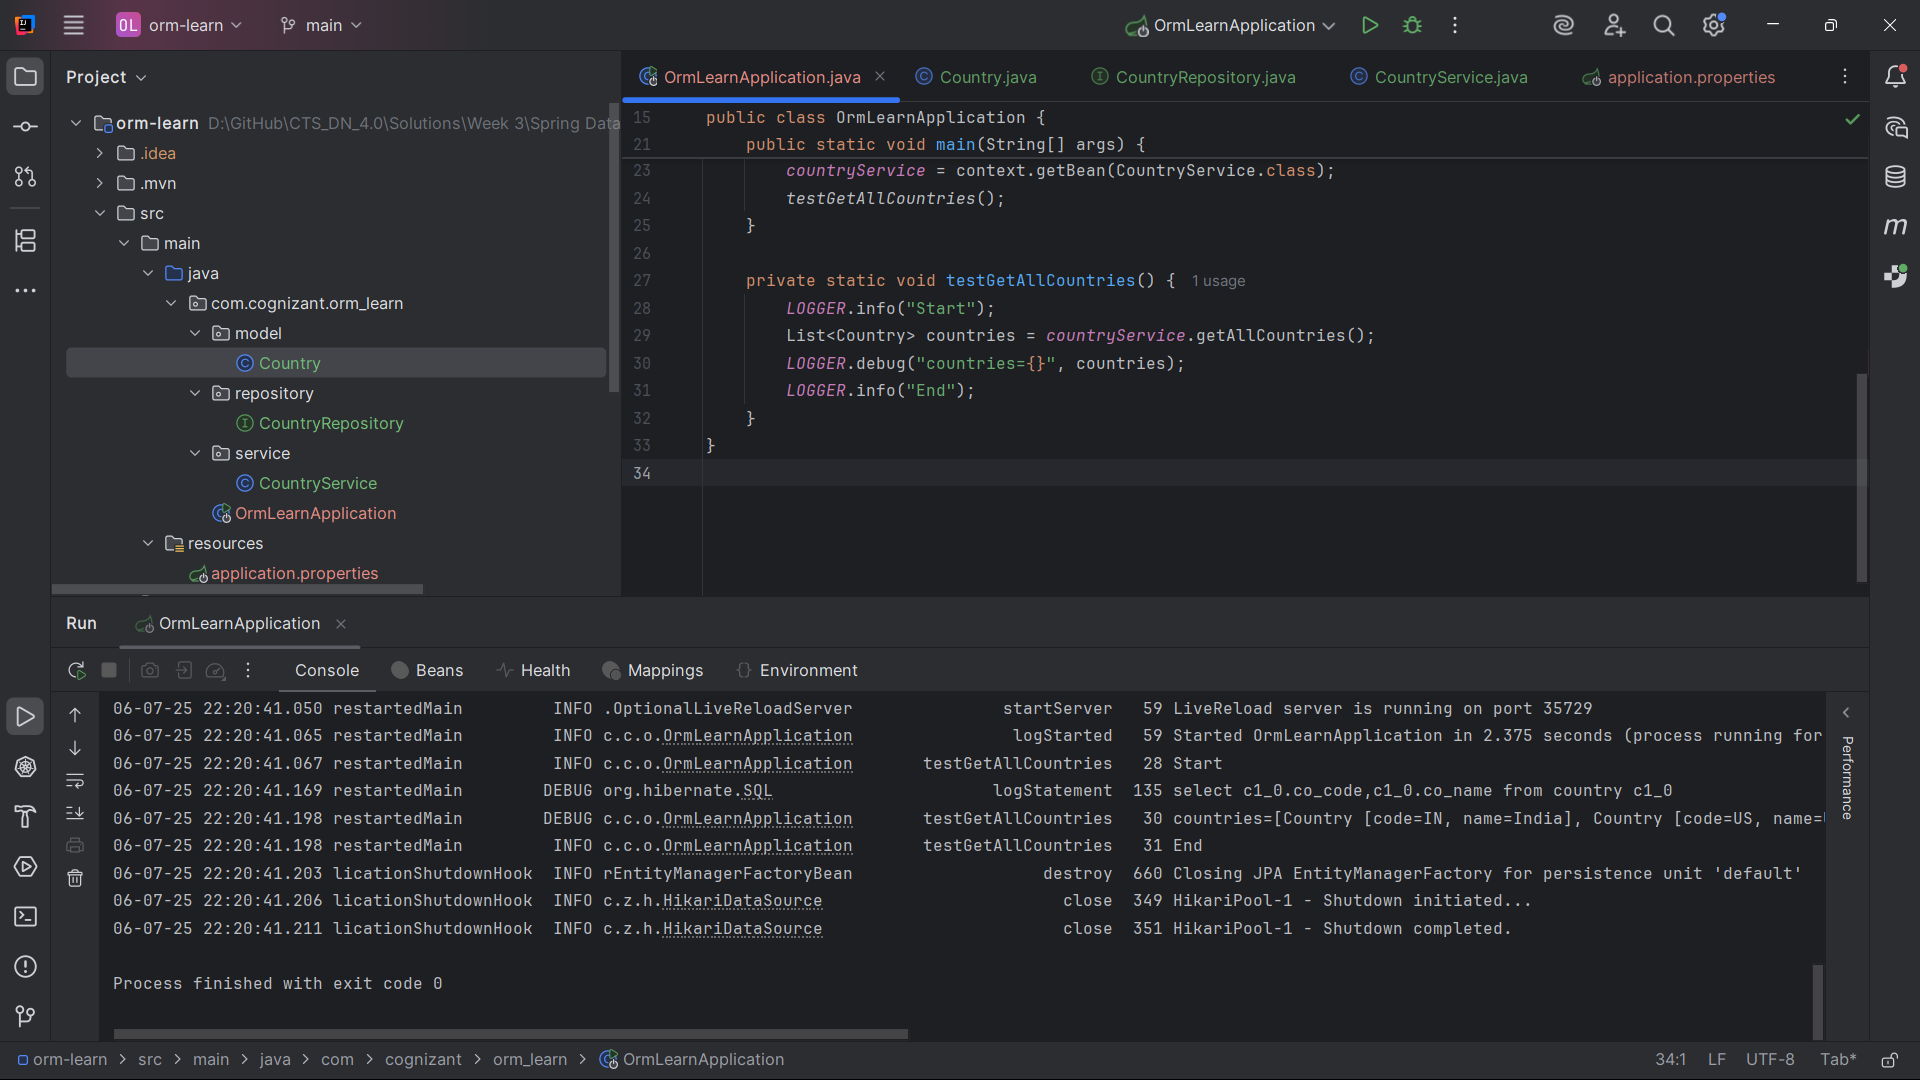 OL orm-learn main OrmLearnApplication
Project
orm-learn D:\GitHub\CTS_DN_4.0\Solutions\Week 3\Spring Data
.idea
.mvn
src
main
java
com.cognizant.orm_learn
model
Country
repository
CountryRepository
service
CountryService
OrmLearnApplication
resources
application.properties
OrmLearnApplication.java Country.java CountryRepository.java CountryService.java application.properties
15 public class OrmLearnApplication {
21 public static void main(String[] args) {
23 countryService = context.getBean(CountryService.class);
24 testGetAllCountries();
25 }
26
27 private static void testGetAllCountries() { 1 usage
28 LOGGER.info("Start");
29 List<Country> countries = countryService.getAllCountries();
30 LOGGER.debug("countries={}", countries);
31 LOGGER.info("End");
32 }
33 }
34
Run OrmLearnApplication
Console Beans Health Mappings Environment
06-07-25 22:20:41.050 restartedMain INFO .OptionalLiveReloadServer startServer 59 LiveReload server is running on port 35729
06-07-25 22:20:41.065 restartedMain INFO c.c.o.OrmLearnApplication logStarted 59 Started OrmLearnApplication in 2.375 seconds (process running for
06-07-25 22:20:41.067 restartedMain INFO c.c.o.OrmLearnApplication testGetAllCountries 28 Start
06-07-25 22:20:41.169 restartedMain DEBUG org.hibernate.SQL logStatement 135 select c1_0.co_code,c1_0.co_name from country c1_0
06-07-25 22:20:41.198 restartedMain DEBUG c.c.o.OrmLearnApplication testGetAllCountries 30 countries=[Country [code=IN, name=India], Country [code=US, name=
06-07-25 22:20:41.198 restartedMain INFO c.c.o.OrmLearnApplication testGetAllCountries 31 End
06-07-25 22:20:41.203 licationShutdownHook INFO rEntityManagerFactoryBean destroy 660 Closing JPA EntityManagerFactory for persistence unit 'default'
06-07-25 22:20:41.206 licationShutdownHook INFO c.z.h.HikariDataSource close 349 HikariPool-1 - Shutdown initiated...
06-07-25 22:20:41.211 licationShutdownHook INFO c.z.h.HikariDataSource close 351 HikariPool-1 - Shutdown completed.
Process finished with exit code 0
Performance
orm-learn > src > main > java > com > cognizant > orm_learn > OrmLearnApplication 34:1 LF UTF-8 Tab*